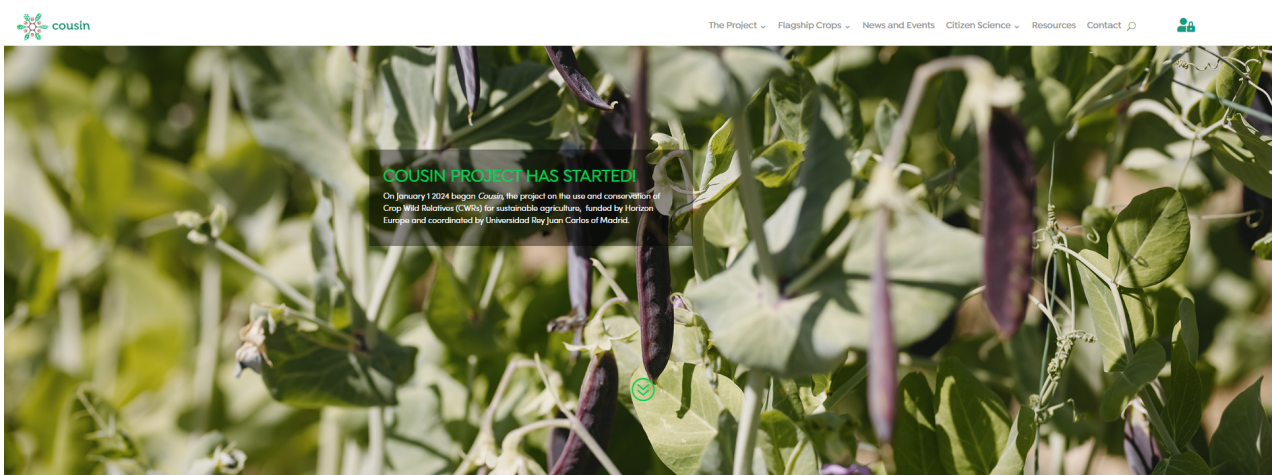 cousin
The Project
Flagship Crops
News and Events
Citizen Science
Resources
Contact
COUSIN PROJECT HAS STARTED!
On January 1 2024 began Cousin, the project on the use and conservation of
Crop Wild Relatives (CWRs) for sustainable agriculture, funded by Horizon
Europe and coordinated by Universidad Rey Juan Carlos of Madrid.